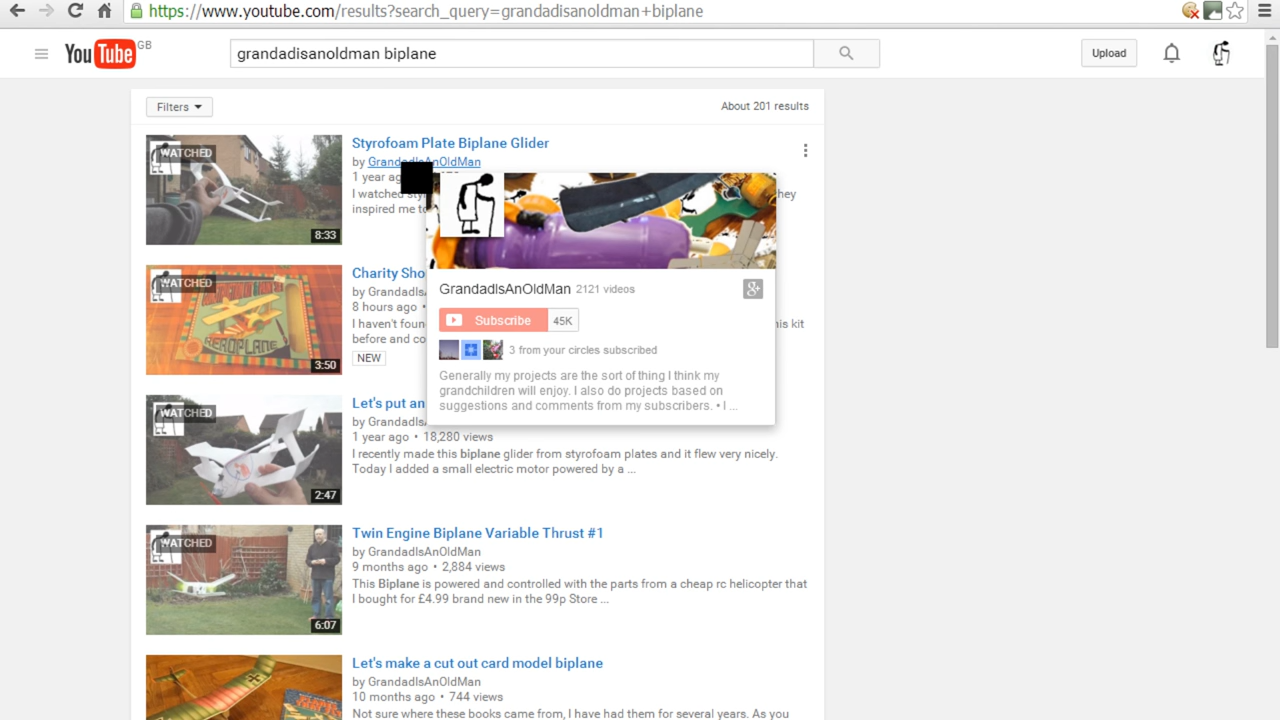 https://www.youtube.com/results?search_query=grandadisanoldman+biplane
YouTube GB
grandadisanoldman biplane
Upload
Filters
About 201 results
WATCHED
8:33
Styrofoam Plate Biplane Glider
by GrandadIsAnOldMan
1 year ag
I watched
they
inspired me to
GrandadIsAnOldMan 2121 videos
Subscribe 45K
3 from your circles subscribed
Generally my projects are the sort of thing I think my
grandchildren will enjoy. I also do projects based on
suggestions and comments from my subscribers. • I ...
WATCHED
AEROPLANE
3:50
Charity Sho
by GrandadIs
8 hours ago •
I haven't foun
his kit
before and co
NEW
WATCHED
2:47
Let's put an
by GrandadIsA
1 year ago • 18,280 views
I recently made this biplane glider from styrofoam plates and it flew very nicely.
Today I added a small electric motor powered by a ...
WATCHED
6:07
Twin Engine Biplane Variable Thrust #1
by GrandadIsAnOldMan
9 months ago • 2,884 views
This Biplane is powered and controlled with the parts from a cheap rc helicopter that
I bought for £4.99 brand new in the 99p Store ...
Let's make a cut out card model biplane
by GrandadIsAnOldMan
10 months ago • 744 views
Not sure where these books came from, I have had them for several years. As you